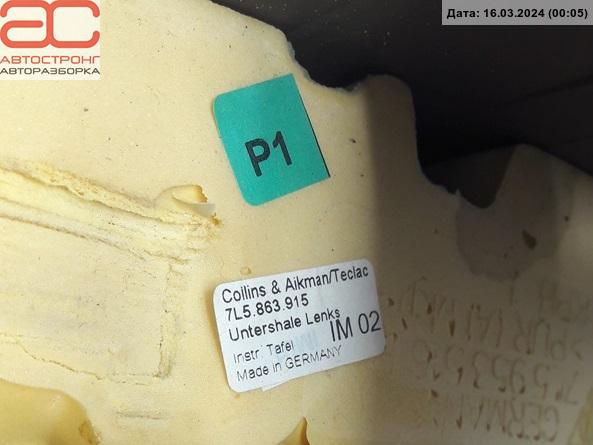 АС
АВТОСТРОНГ
АВТОРАЗБОРКА
Дата: 16.03.2024 (00:05)
P1
Collins & Aikman/Teclac
7L5.863.915
Untershale Lenks
IM 02
Instr. Tafel
Made in GERMANY